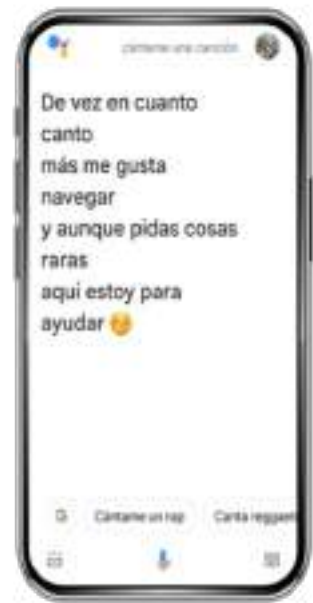 cántame una canción
De vez en cuanto
canto
más me gusta
navegar
y aunque pidas cosas
raras
aquí estoy para
ayudar
G
Cántame un rap
Canta reggaet